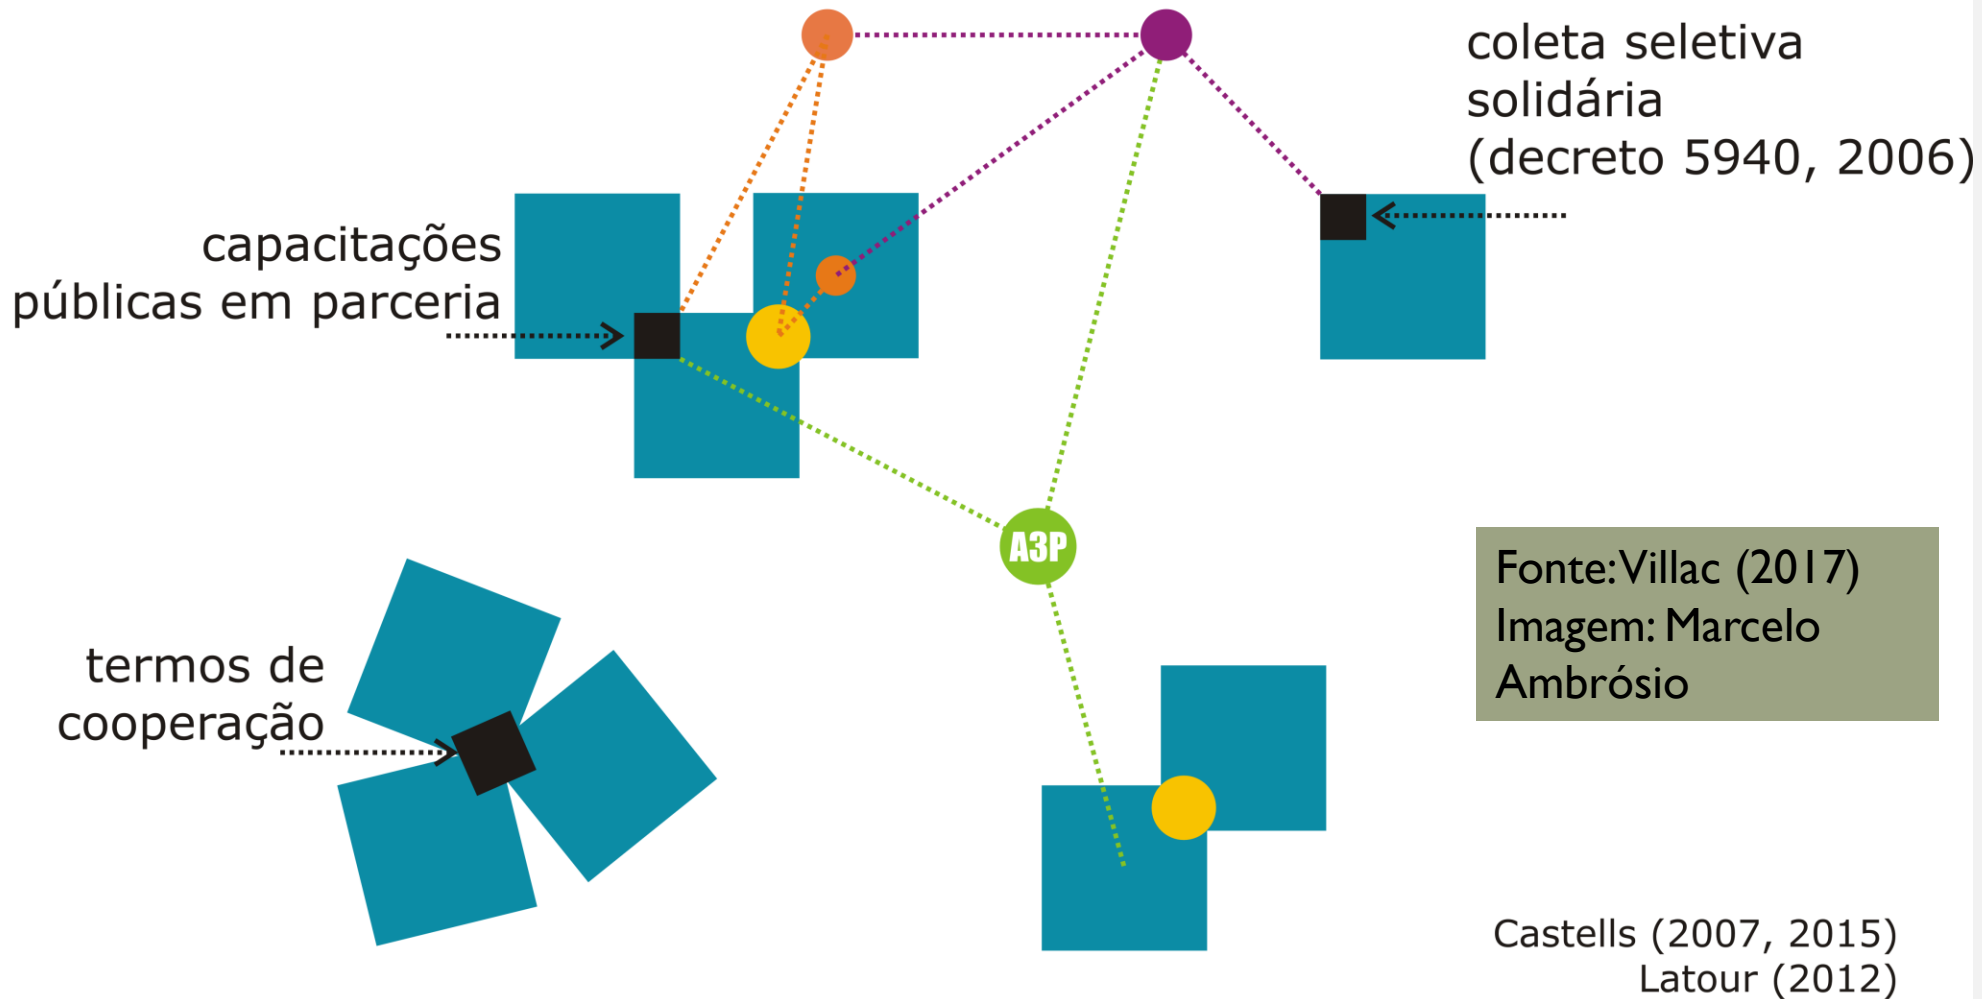 coleta seletiva
solidária
(decreto 5940, 2006)
capacitações
públicas em parceria
A3P
Fonte: Villac (2017)
Imagem: Marcelo
Ambrósio
termos de
cooperação
Castells (2007, 2015)
Latour (2012)